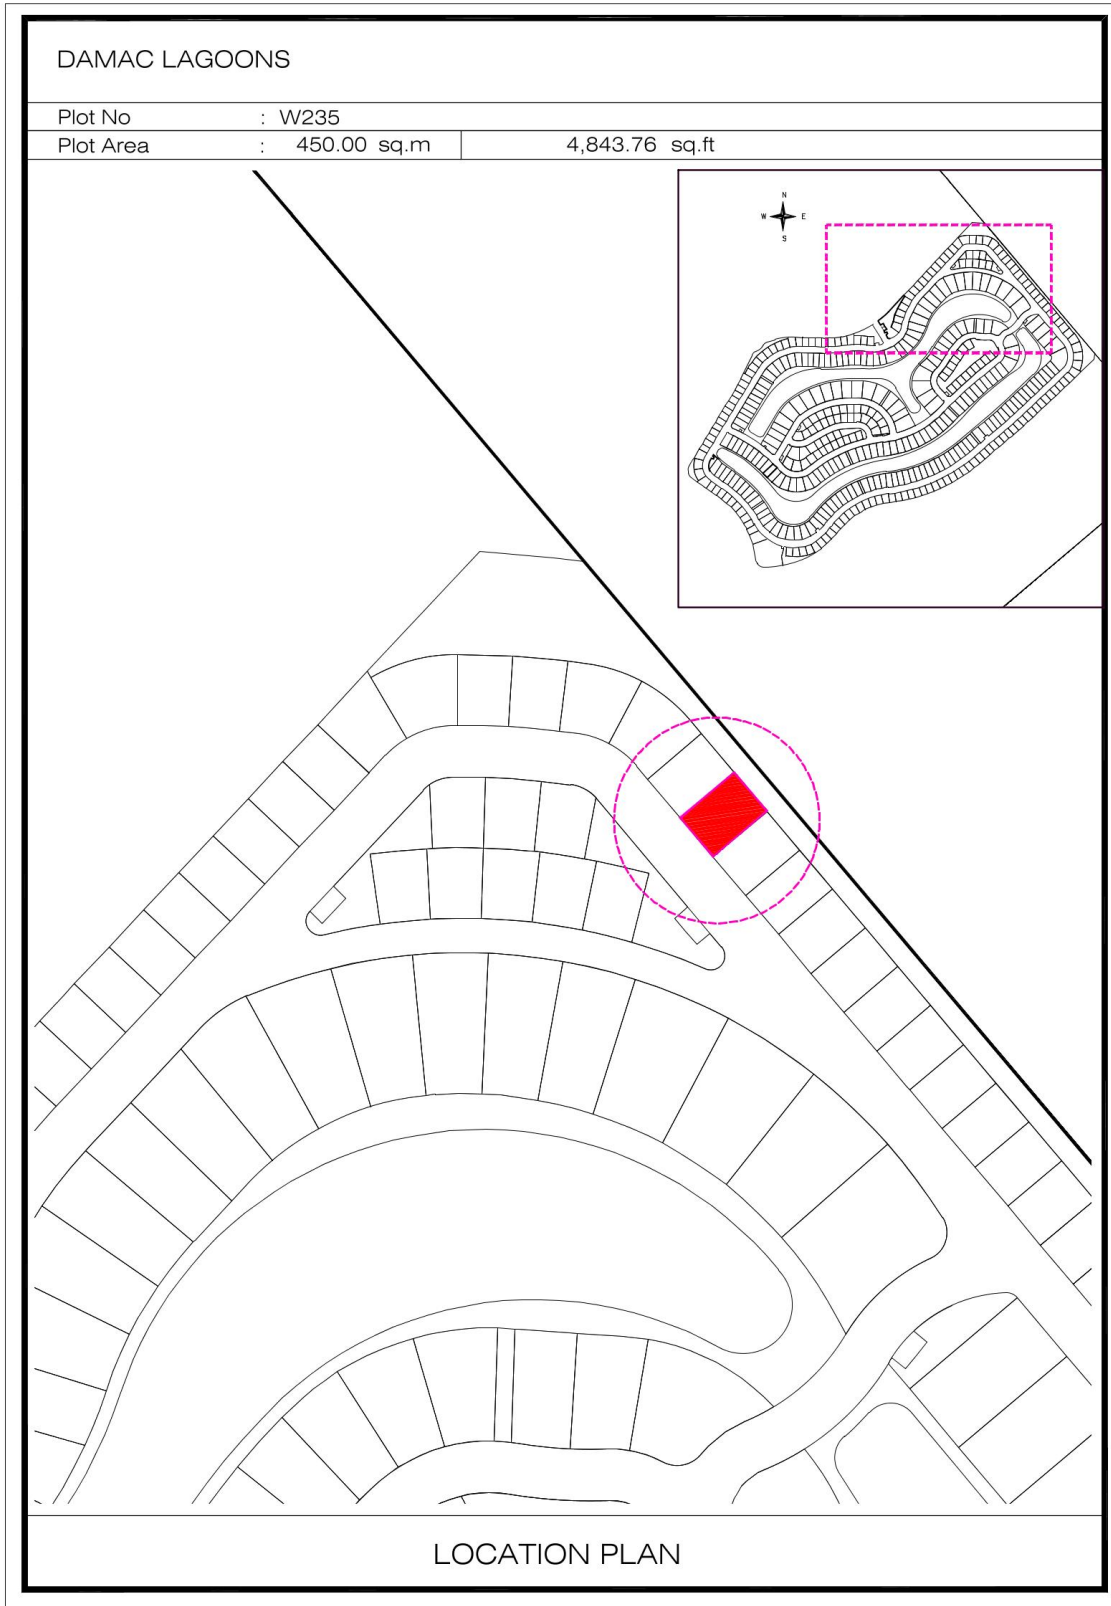 DAMAC LAGOONS
Plot No : W235
Plot Area : 450.00 sq.m 4,843.76 sq.ft
N
W E
S
LOCATION PLAN